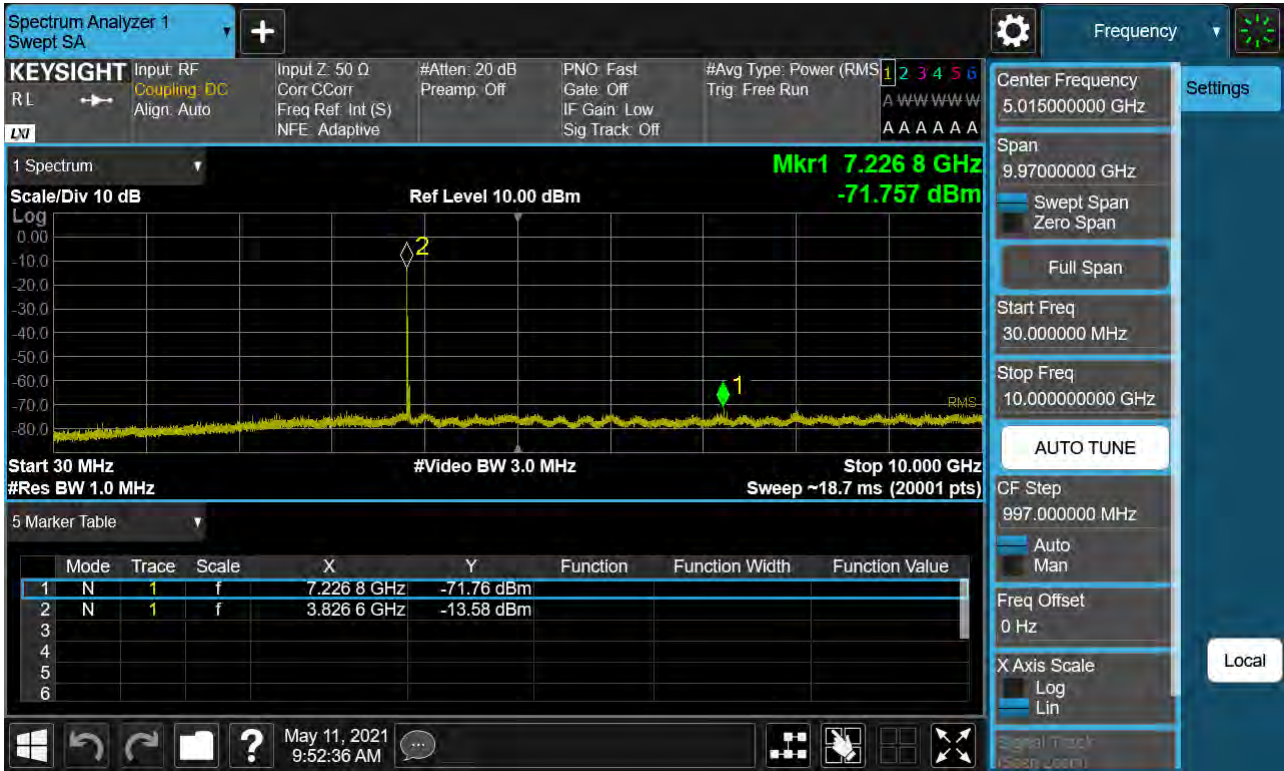 Spectrum Analyzer 1
Swept SA
+
Frequency
KEYSIGHT
RL
LXI
Input: RF
Coupling: DC
Align: Auto
Input Z: 50 Ω
Corr CCorr
Freq Ref: Int (S)
NFE: Adaptive
#Atten: 20 dB
Preamp: Off
PNO: Fast
Gate: Off
IF Gain: Low
Sig Track: Off
#Avg Type: Power (RMS
Trig: Free Run
1 2 3 4 5 6
A W W W W W
A A A A A A
1 Spectrum
Scale/Div 10 dB
Ref Level 10.00 dBm
Mkr1 7.226 8 GHz
-71.757 dBm
Log
0.00
-10.0
-20.0
-30.0
-40.0
-50.0
-60.0
-70.0
-80.0
2
1
RMS
Start 30 MHz
#Video BW 3.0 MHz
Stop 10.000 GHz
#Res BW 1.0 MHz
Sweep ~18.7 ms (20001 pts)
5 Marker Table
Mode Trace Scale X Y Function Function Width Function Value
1 N 1 f 7.226 8 GHz -71.76 dBm
2 N 1 f 3.826 6 GHz -13.58 dBm
3
4
5
6
May 11, 2021
9:52:36 AM
?
Center Frequency
5.015000000 GHz
Settings
Span
9.97000000 GHz
Swept Span
Zero Span
Full Span
Start Freq
30.000000 MHz
Stop Freq
10.000000000 GHz
AUTO TUNE
CF Step
997.000000 MHz
Auto
Man
Freq Offset
0 Hz
X Axis Scale
Log
Lin
Signal Track
(Span Zoom)
Local